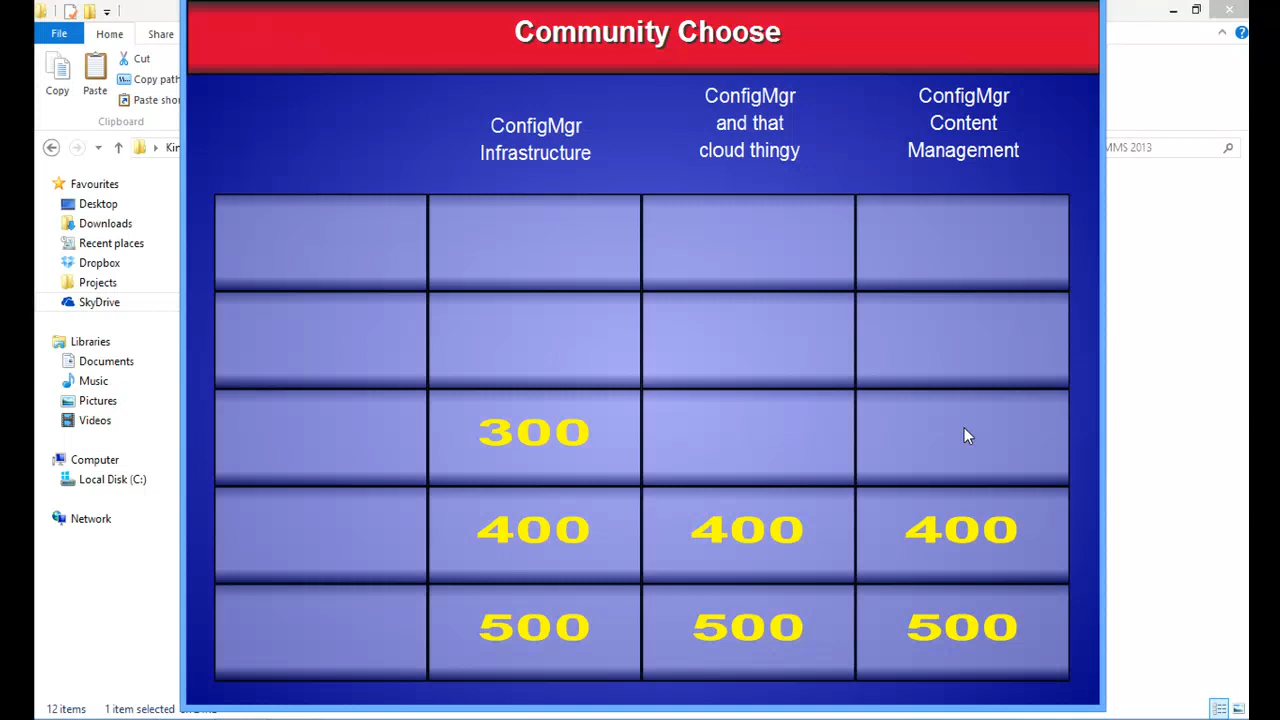 Community Choose
File
Home
Share
Copy
Paste
Cut
Copy path
Paste shor
Clipboard
Kin
MMS 2013
Favourites
Desktop
Downloads
Recent places
Dropbox
Projects
SkyDrive
Libraries
Documents
Music
Pictures
Videos
Computer
Local Disk (C:)
Network
12 items
1 item selected
ConfigMgr
Infrastructure
ConfigMgr
and that
cloud thingy
ConfigMgr
Content
Management
300
400
400
400
500
500
500